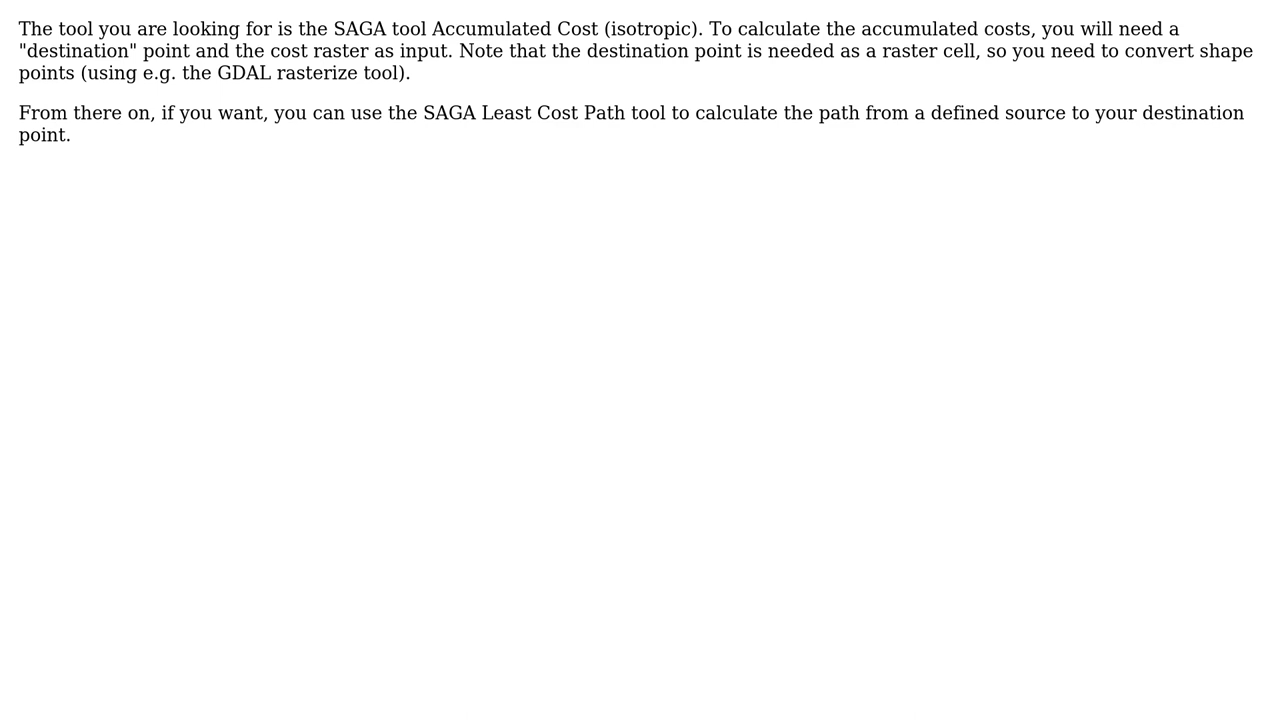 The tool you are looking for is the SAGA tool Accumulated Cost (isotropic). To calculate the accumulated costs, you will need a
"destination" point and the cost raster as input. Note that the destination point is needed as a raster cell, so you need to convert shape
points (using e.g. the GDAL rasterize tool).
From there on, if you want, you can use the SAGA Least Cost Path tool to calculate the path from a defined source to your destination
point.